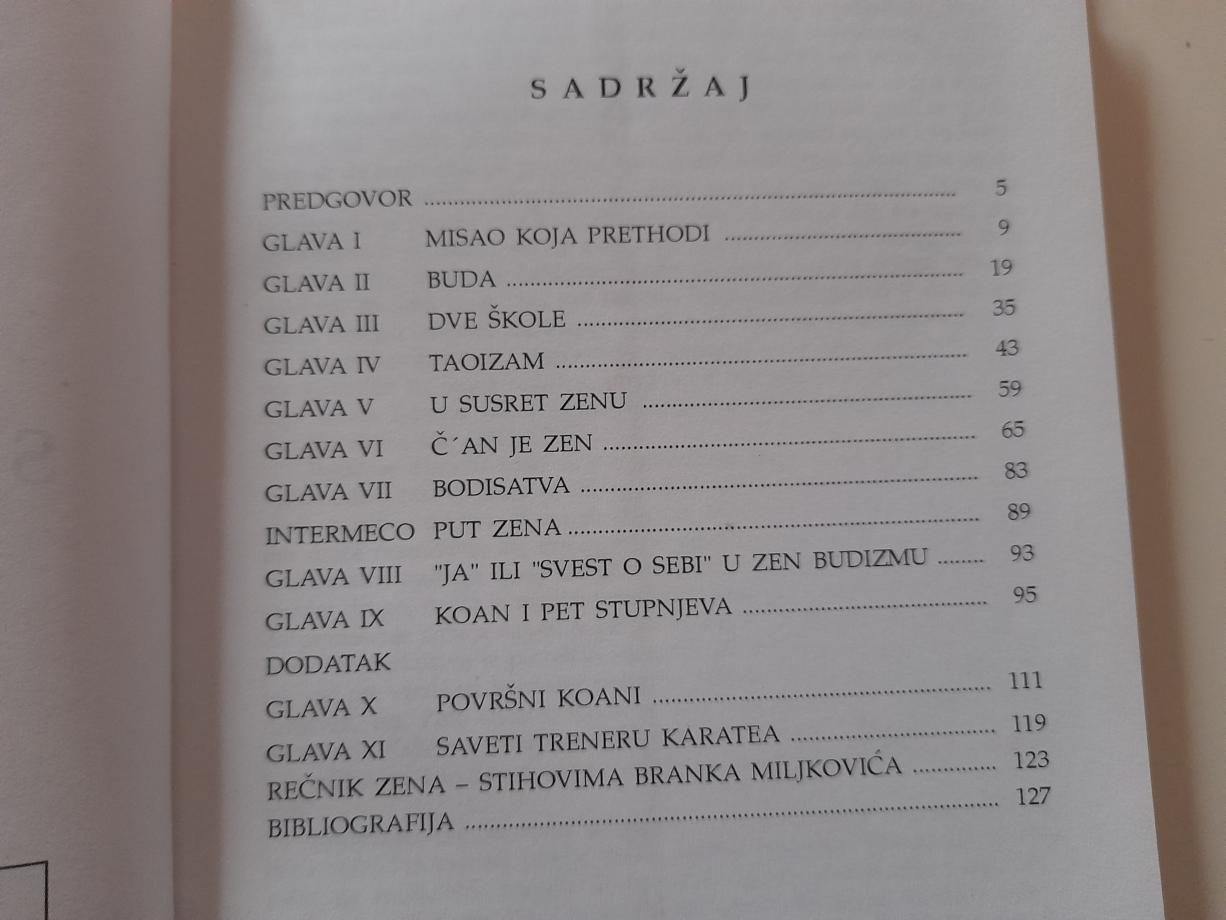 SADRŽAJ
PREDGOVOR ........ 5
GLAVA I MISAO KOJA PRETHODI ........ 9
GLAVA II BUDA ........ 19
GLAVA III DVE ŠKOLE ........ 35
GLAVA IV TAOIZAM ........ 43
GLAVA V U SUSRET ZENU ........ 59
GLAVA VI Č´AN JE ZEN ........ 65
GLAVA VII BODISATVA ........ 83
INTERMECO PUT ZENA ........ 89
GLAVA VIII "JA" ILI "SVEST O SEBI" U ZEN BUDIZMU ........ 93
GLAVA IX KOAN I PET STUPNJEVA ........ 95
DODATAK
GLAVA X POVRŠNI KOANI ........ 111
GLAVA XI SAVETI TRENERU KARATEA ........ 119
REČNIK ZENA – STIHOVIMA BRANKA MILJKOVIĆA ........ 123
BIBLIOGRAFIJA ........ 127